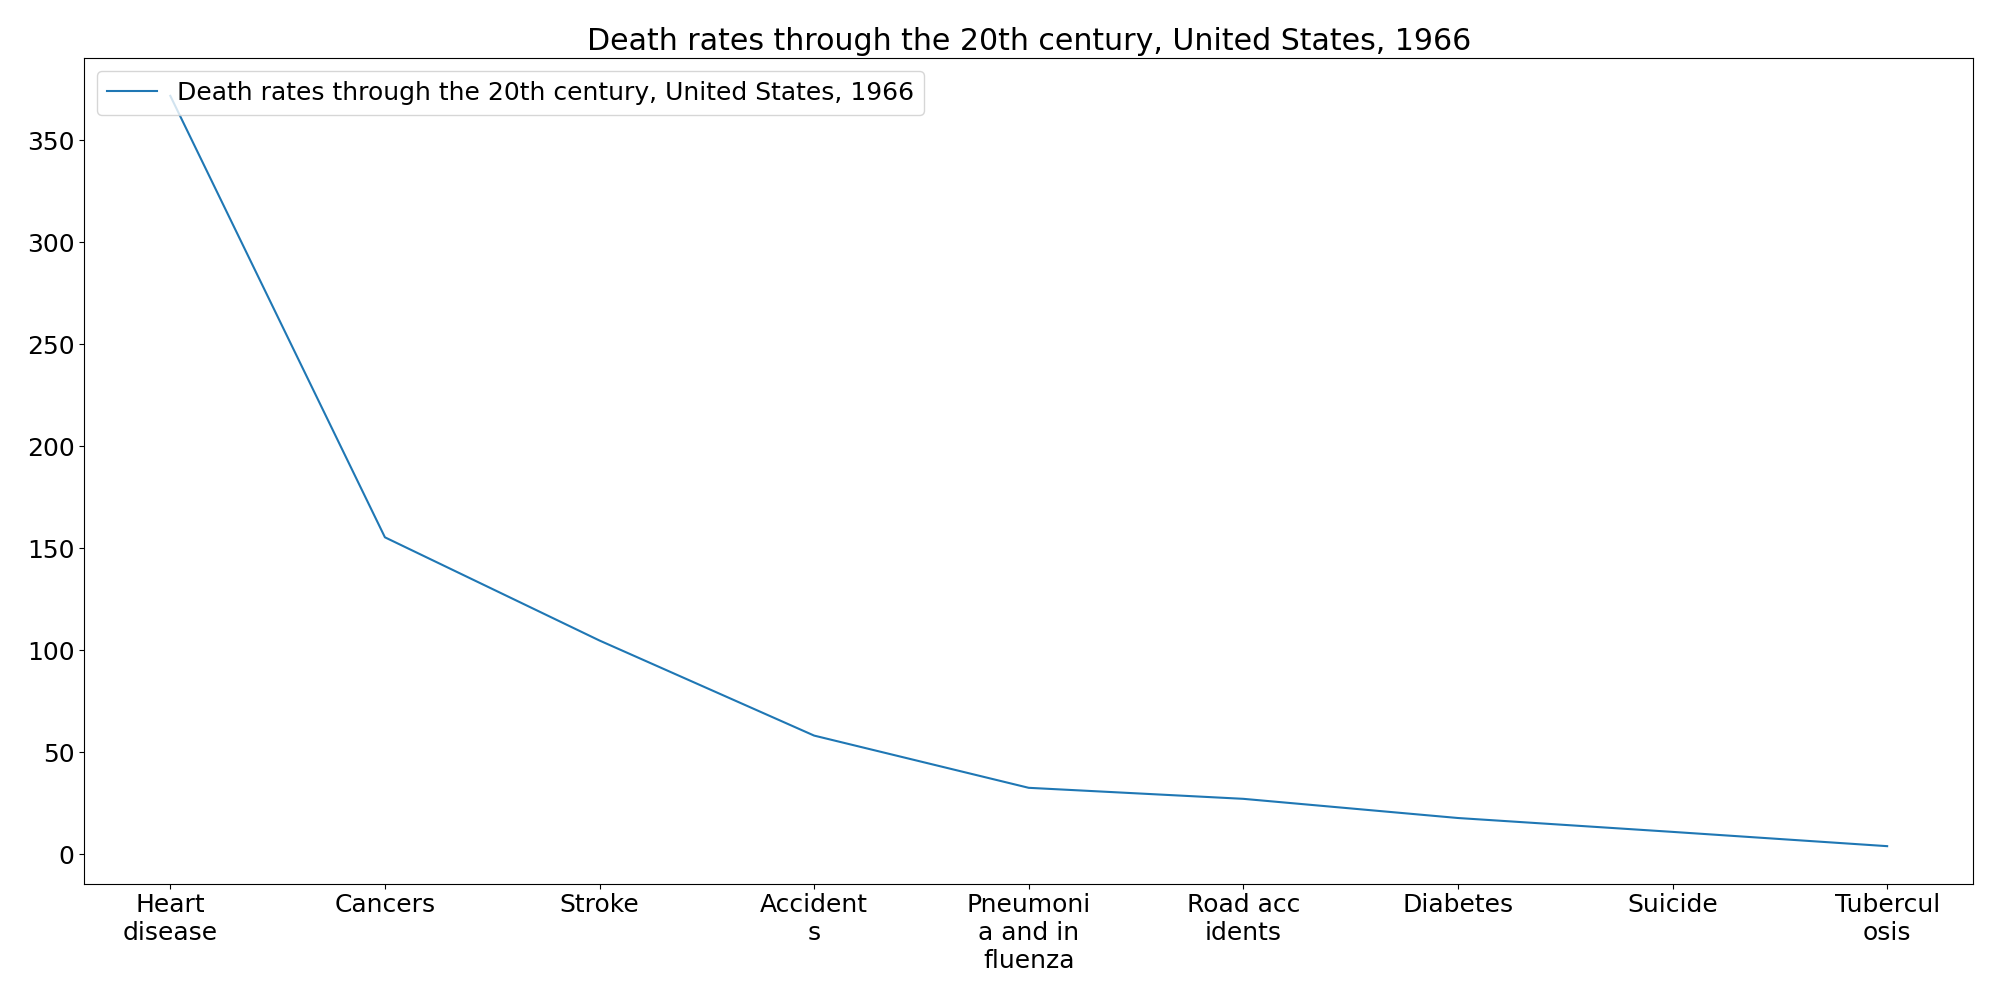 Death rates through the 20th century, United States, 1966
Death rates through the 20th century, United States, 1966
350
300
250
200
150
100
50
0
Heart
disease
Cancers
Stroke
Accident
s
Pneumoni
a and in
fluenza
Road acc
idents
Diabetes
Suicide
Tubercul
osis